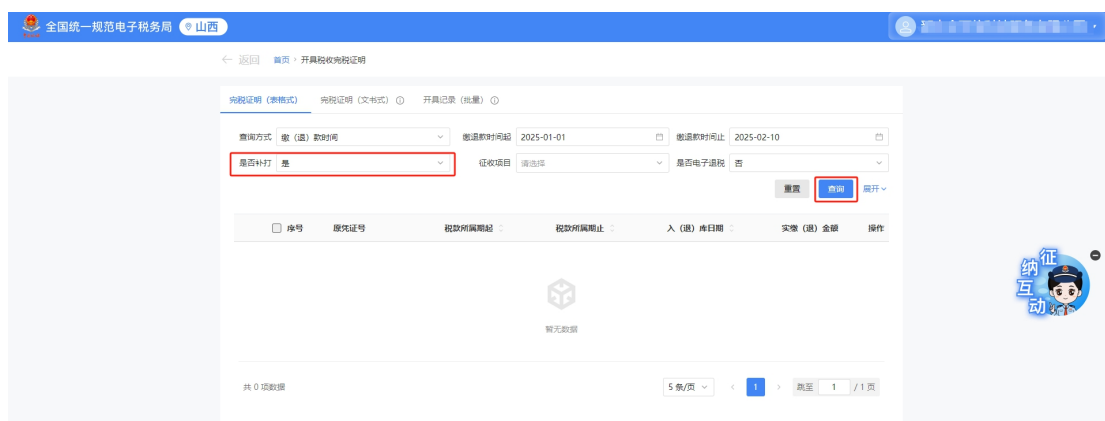 全国统一规范电子税务局 山西
返回 首页 › 开具税收完税证明
完税证明（表格式） 完税证明（文书式） 开具记录（批量）
查询方式 缴（退）款时间 缴退款时间起 2025-01-01 缴退款时间止 2025-02-10
是否补打 是 征收项目 请选择 是否电子退税 否
重置 查询 展开
序号 原凭证号 税款所属期起 税款所属期止 入（退）库日期 实缴（退）金额 操作
暂无数据
共 0 项数据 5 条/页 1 跳至 1 / 1 页
征纳互动